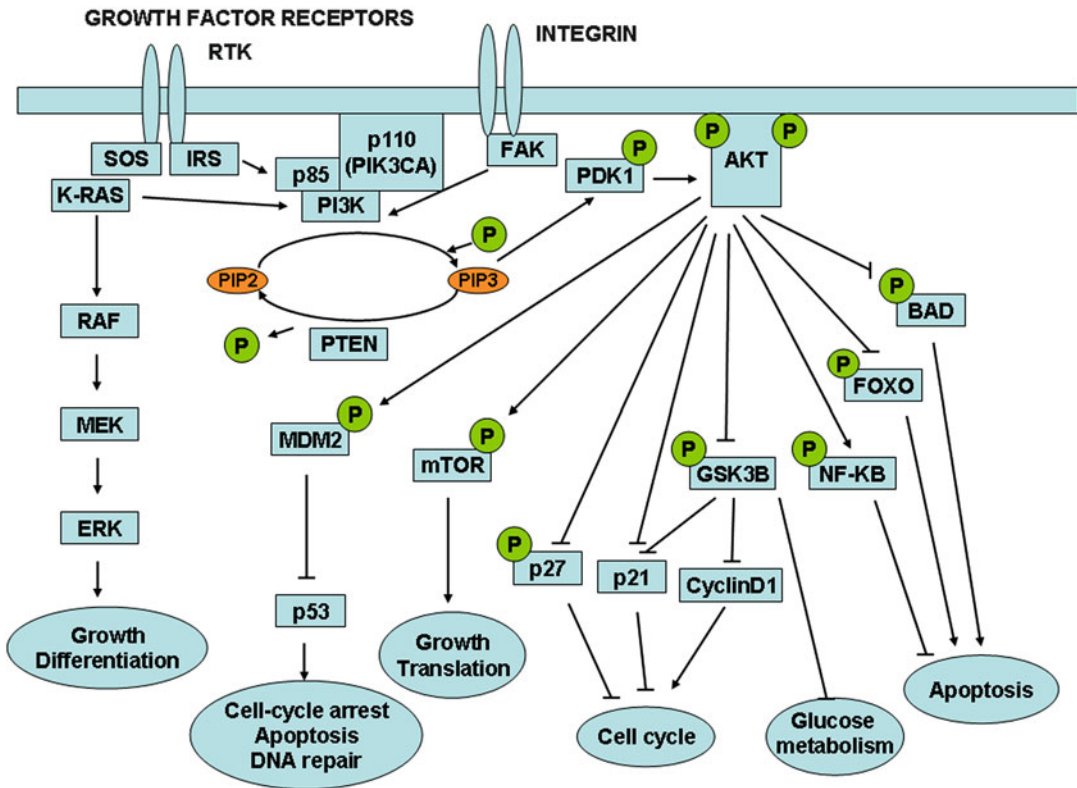 GROWTH FACTOR RECEPTORS
RTK
INTEGRIN
SOS
IRS
p85
p110
(PIK3CA)
FAK
P
PDK1
P
P
AKT
K-RAS
PI3K
P
PIP2
PIP3
P
BAD
RAF
P
PTEN
P
FOXO
MEK
P
MDM2
P
mTOR
P
GSK3B
P
NF-KB
ERK
P
p27
p21
CyclinD1
p53
Growth
Differentiation
Growth
Translation
Apoptosis
Cell-cycle arrest
Apoptosis
DNA repair
Cell cycle
Glucose
metabolism